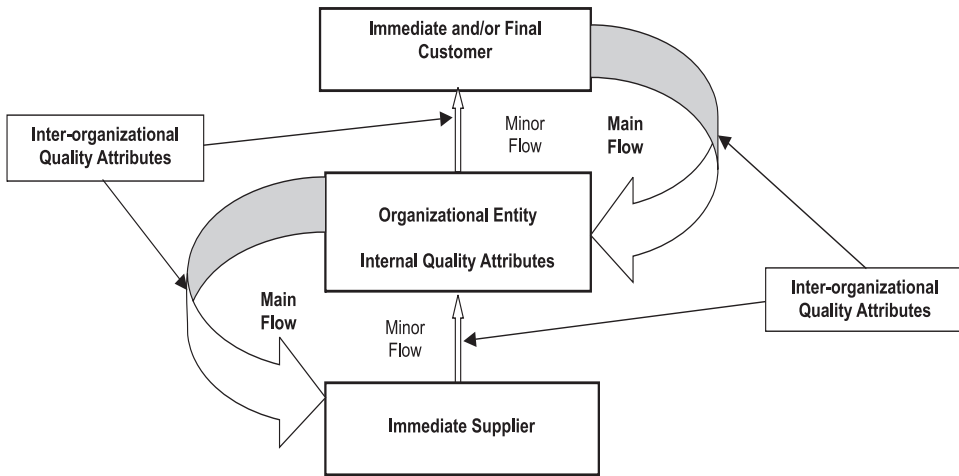 Immediate and/or Final
Customer
Inter-organizational
Quality Attributes
Minor
Flow
Main
Flow
Organizational Entity
Internal Quality Attributes
Main
Flow
Minor
Flow
Inter-organizational
Quality Attributes
Immediate Supplier